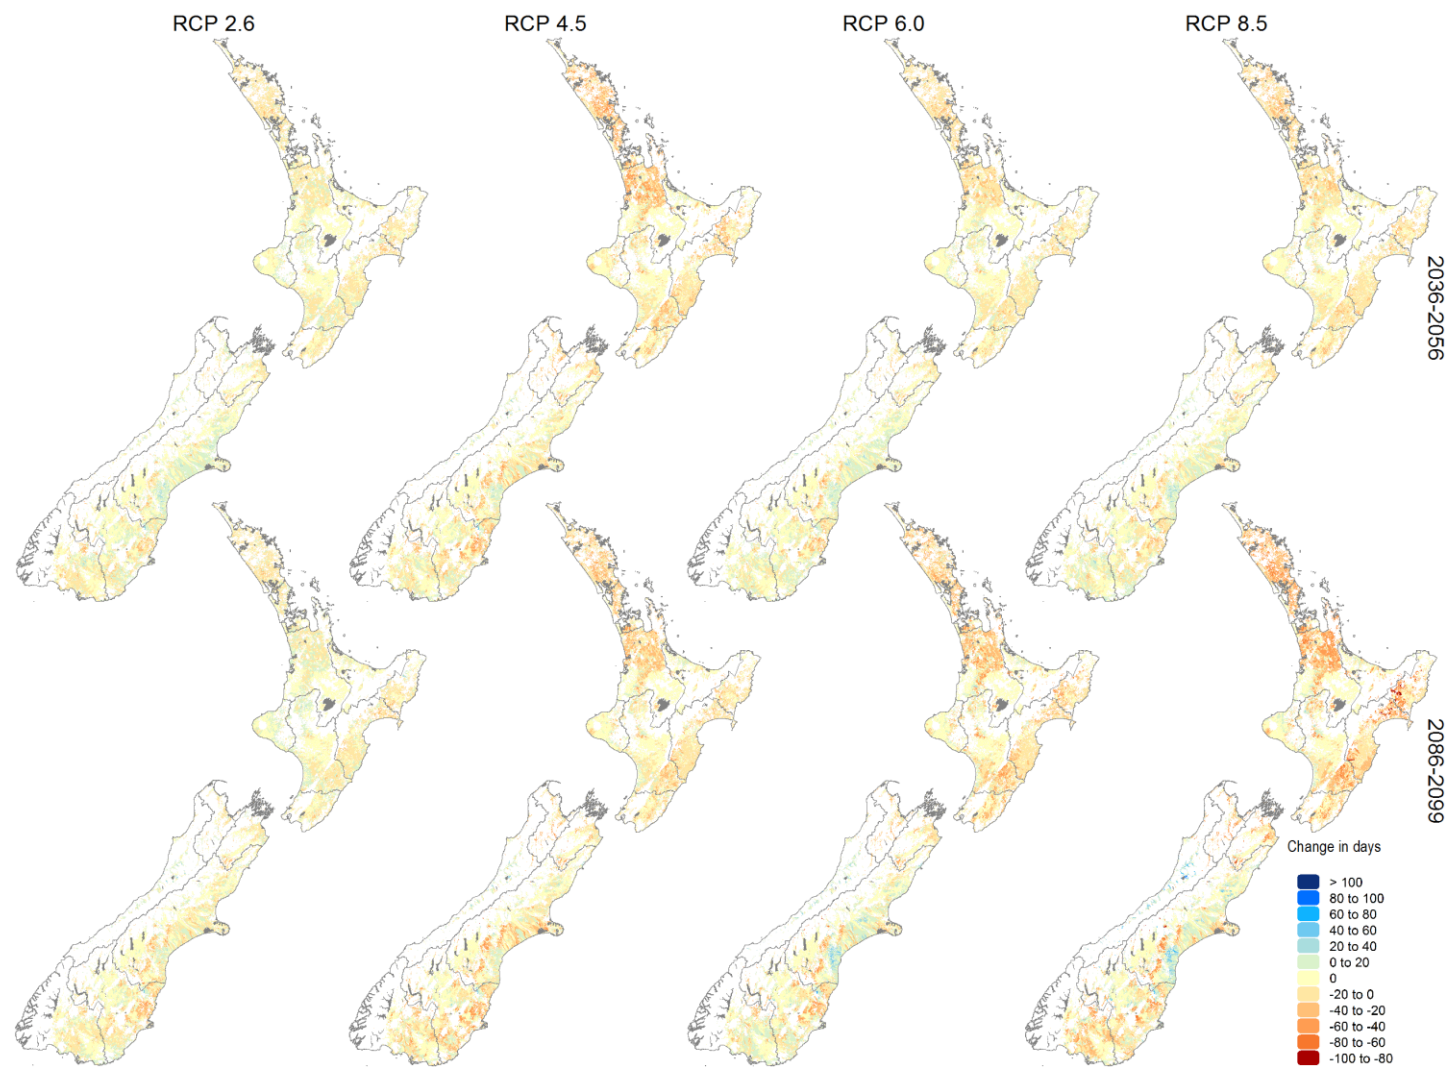 RCP 2.6
RCP 4.5
RCP 6.0
RCP 8.5
2036-2056
2086-2099
Change in days
> 100
80 to 100
60 to 80
40 to 60
20 to 40
0 to 20
0
-20 to 0
-40 to -20
-60 to -40
-80 to -60
-100 to -80